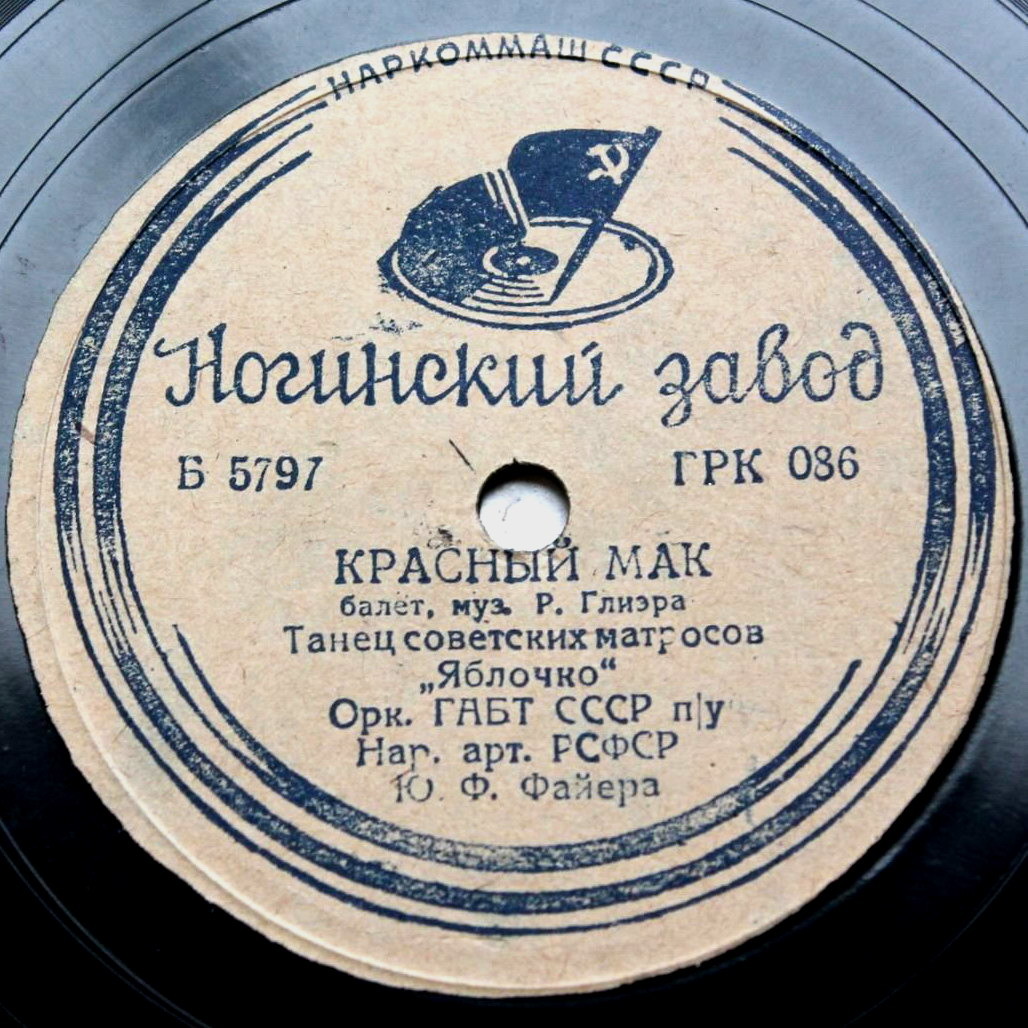 НАРКОММАШ СССР
Ногинский завод
Б 5797
ГРК 086
КРАСНЫЙ МАК
балет, муз. Р. Глиэра
Танец советских матросов
„Яблочко“
Орк. ГАБТ СССР п/у
Нар. арт. РСФСР
Ю. Ф. Файера